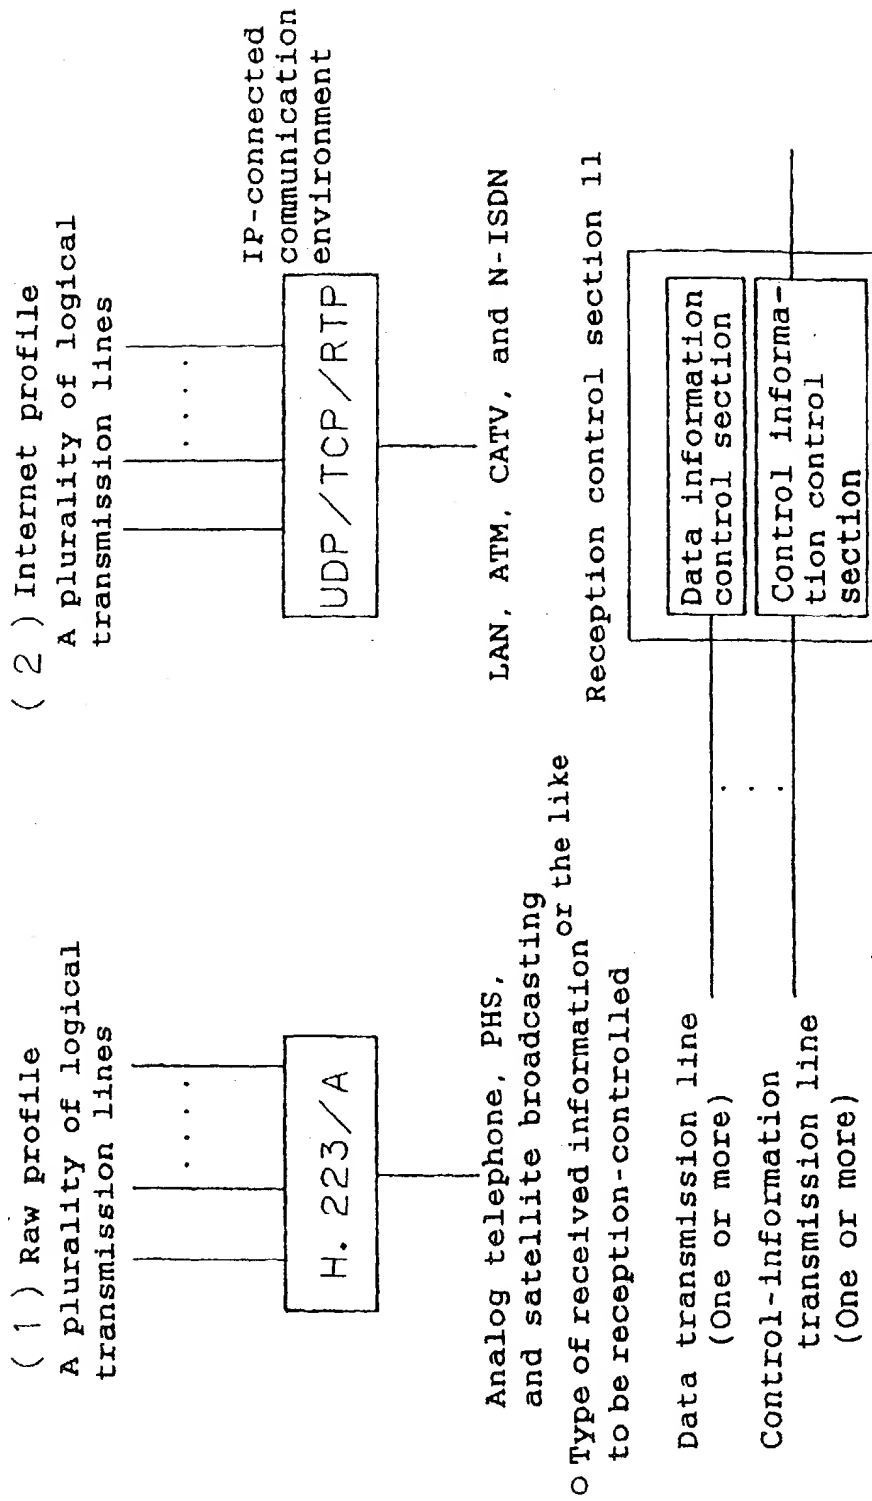 (1) Raw profile
A plurality of logical
transmission lines
. . . . .
H.223/A
Analog telephone, PHS,
and satellite broadcasting
or the like
(2) Internet profile
A plurality of logical
transmission lines
. . . .
IP-connected
communication
environment
UDP/TCP/RTP
LAN, ATM, CATV, and N-ISDN
○ Type of received information
to be reception-controlled
Reception control section 11
Data transmission line
(One or more)
. . .
Control-information
transmission line
(One or more)
Data information
control section
Control informa-
tion control
section